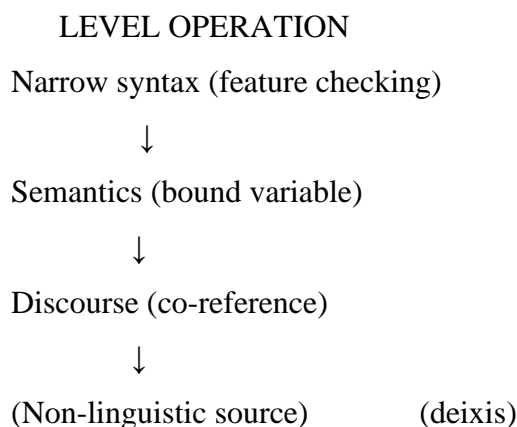 LEVEL OPERATION
Narrow syntax (feature checking)
↓
Semantics (bound variable)
↓
Discourse (co-reference)
↓
(Non-linguistic source) (deixis)